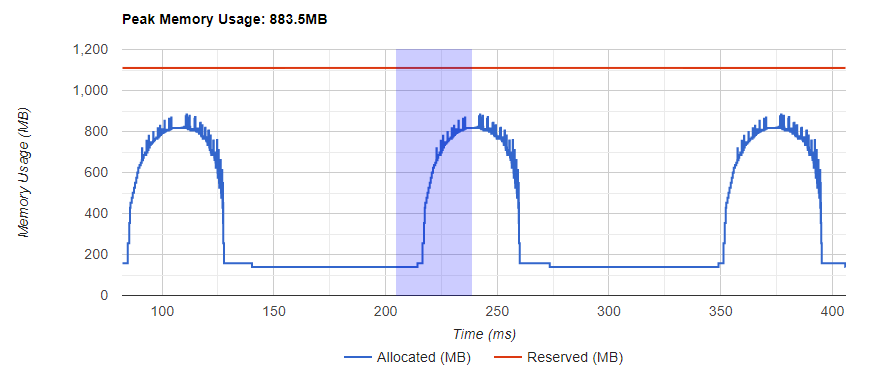 Peak Memory Usage: 883.5MB
1,200
1,000
800
600
400
200
0
Memory Usage (MB)
100 150 200 250 300 350 400
Time (ms)
Allocated (MB) Reserved (MB)